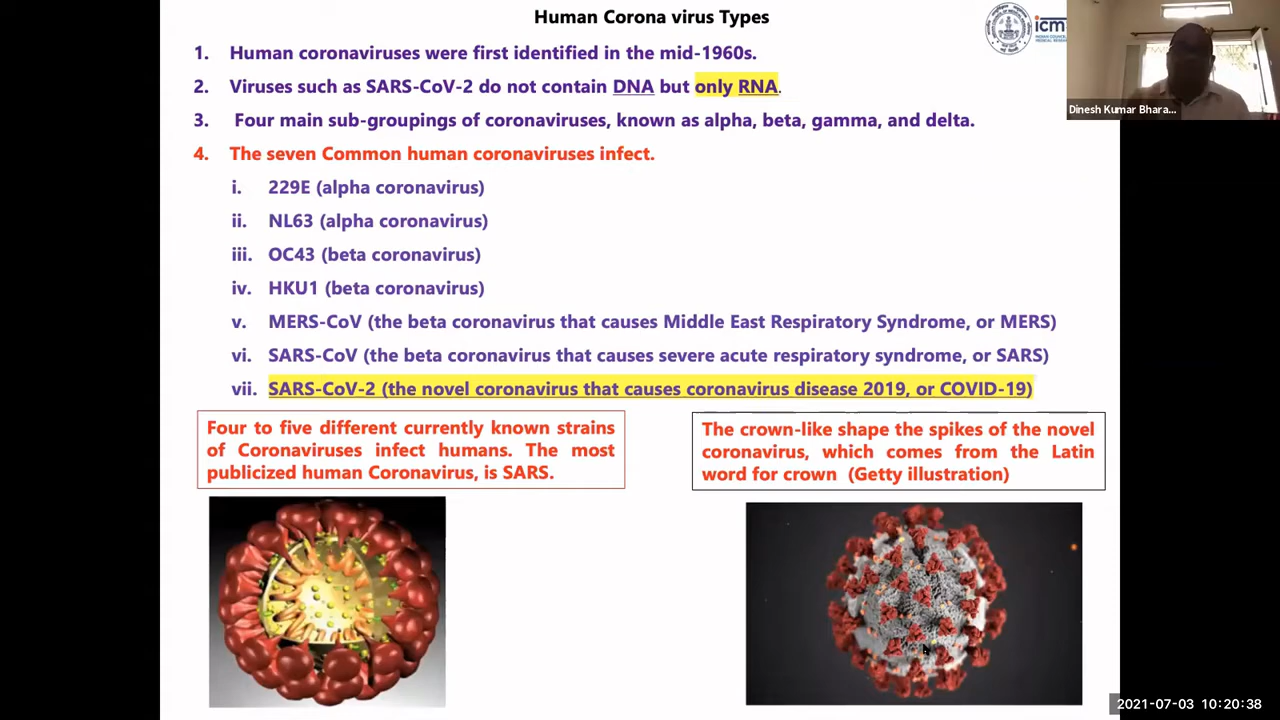 Human Corona virus Types
icm
INDIAN COUNCIL
MEDICAL RESEAR
Dinesh Kumar Bhara...
1. Human coronaviruses were first identified in the mid-1960s.
2. Viruses such as SARS-CoV-2 do not contain DNA but only RNA.
3. Four main sub-groupings of coronaviruses, known as alpha, beta, gamma, and delta.
4. The seven Common human coronaviruses infect.
i. 229E (alpha coronavirus)
ii. NL63 (alpha coronavirus)
iii. OC43 (beta coronavirus)
iv. HKU1 (beta coronavirus)
v. MERS-CoV (the beta coronavirus that causes Middle East Respiratory Syndrome, or MERS)
vi. SARS-CoV (the beta coronavirus that causes severe acute respiratory syndrome, or SARS)
vii. SARS-CoV-2 (the novel coronavirus that causes coronavirus disease 2019, or COVID-19)
Four to five different currently known strains
of Coronaviruses infect humans. The most
publicized human Coronavirus, is SARS.
The crown-like shape the spikes of the novel
coronavirus, which comes from the Latin
word for crown (Getty illustration)
2021-07-03 10:20:38